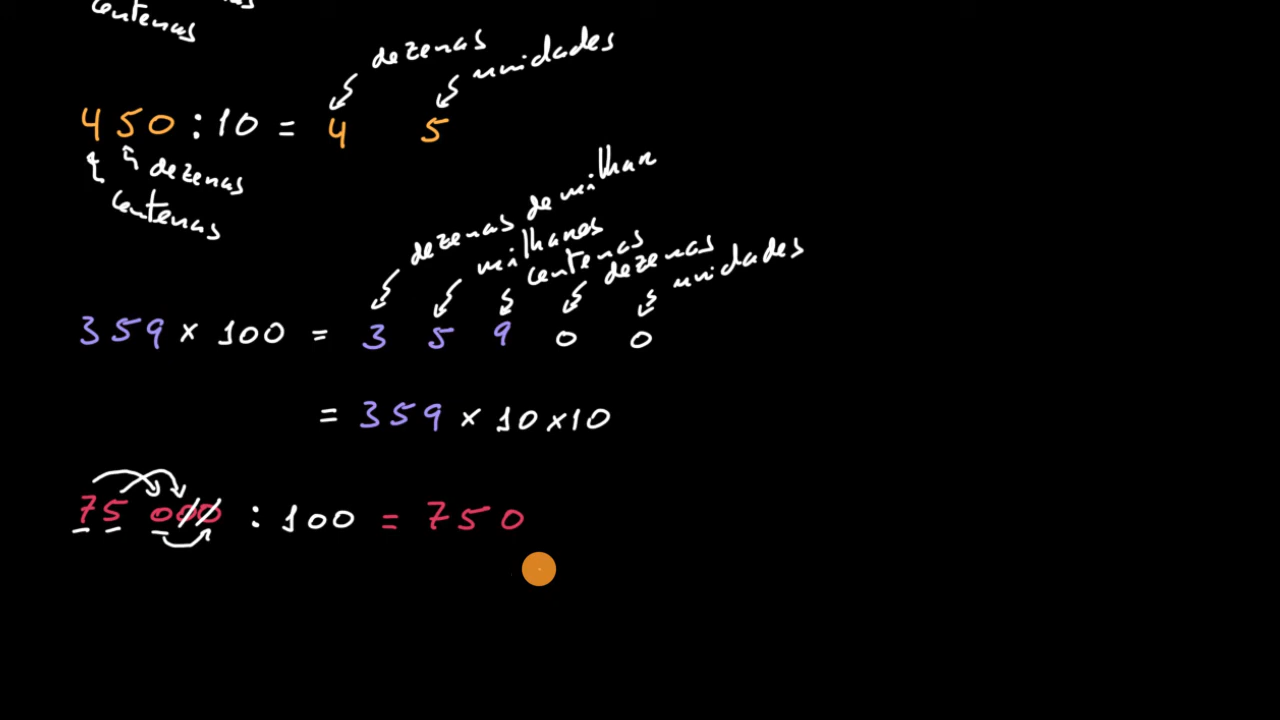 centenas
dezenas
unidades
450 : 10 = 4 5
dezenas
centenas
dezenas de milhar
milhares
centenas
dezenas
unidades
359 × 100 = 3 5 9 0 0
= 359 × 10 × 10
75 000 : 100 = 750